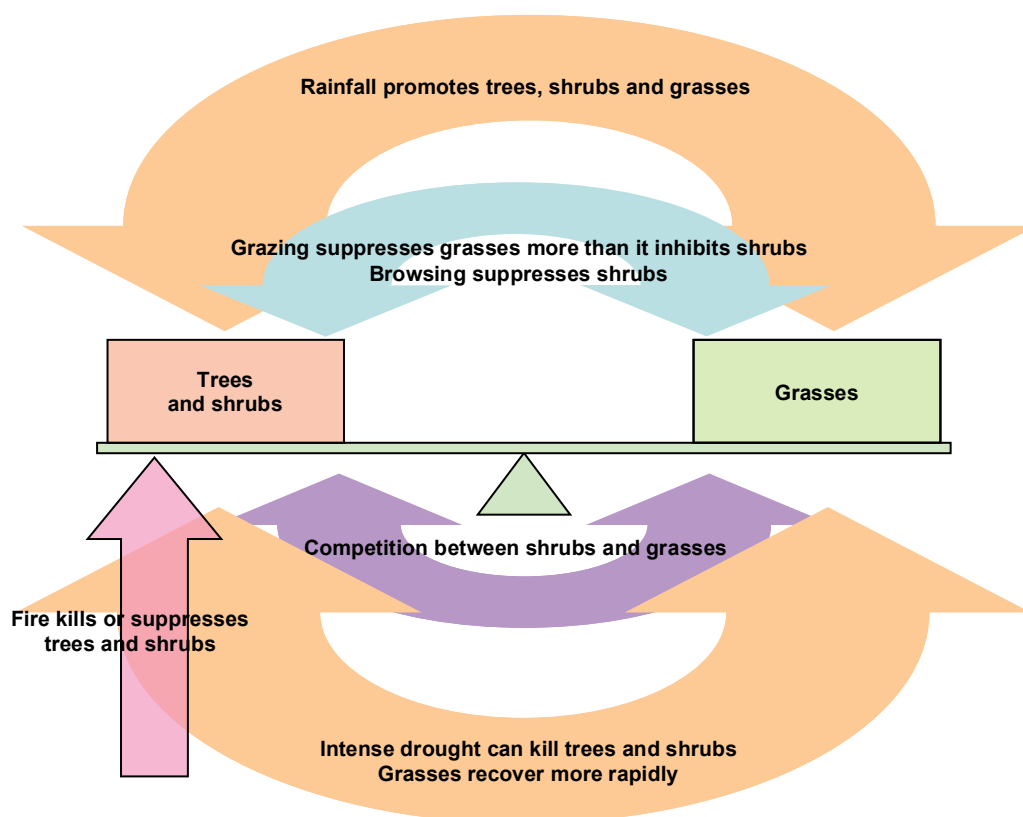 Rainfall promotes trees, shrubs and grasses
Grazing suppresses grasses more than it inhibits shrubs
Browsing suppresses shrubs
Trees
and shrubs
Grasses
Competition between shrubs and grasses
Fire kills or suppresses
trees and shrubs
Intense drought can kill trees and shrubs
Grasses recover more rapidly